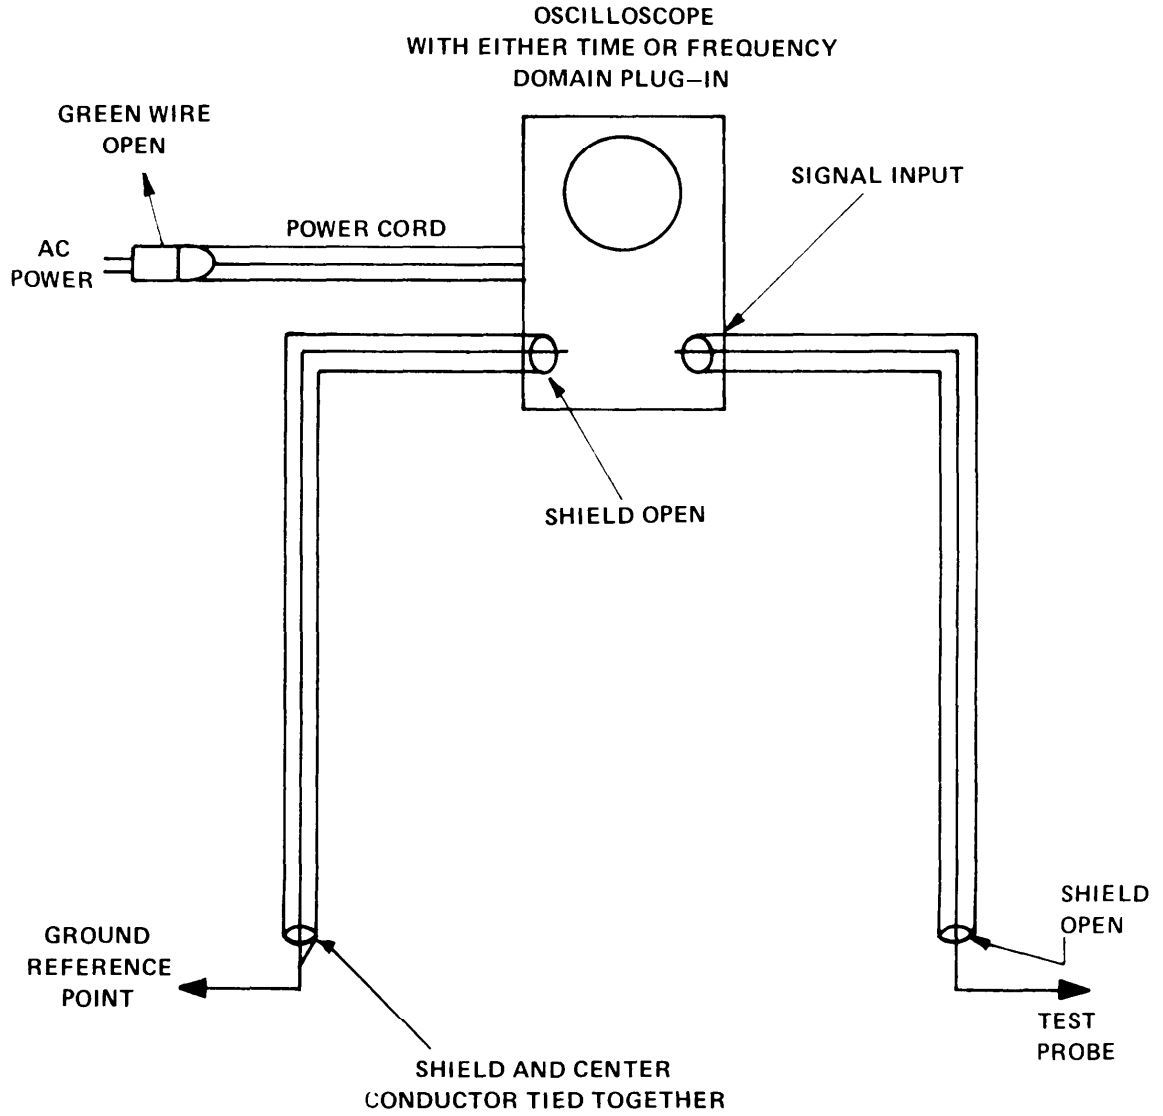 OSCILLOSCOPE
WITH EITHER TIME OR FREQUENCY
DOMAIN PLUG-IN
GREEN WIRE
OPEN
SIGNAL INPUT
POWER CORD
AC
POWER
SHIELD OPEN
SHIELD
OPEN
GROUND
REFERENCE
POINT
TEST
PROBE
SHIELD AND CENTER
CONDUCTOR TIED TOGETHER